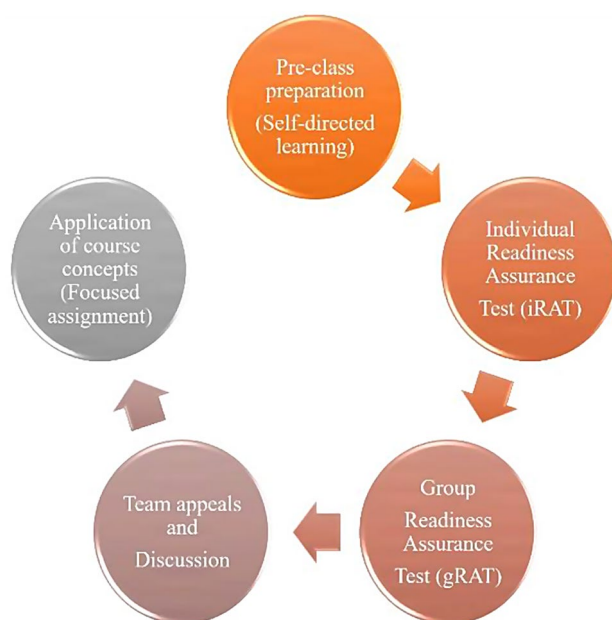 Pre-class
preparation
(Self-directed
learning)
Individual
Readiness
Assurance
Test (iRAT)
Group
Readiness
Assurance
Test (gRAT)
Team appeals
and
Discussion
Application
of course
concepts
(Focused
assignment)